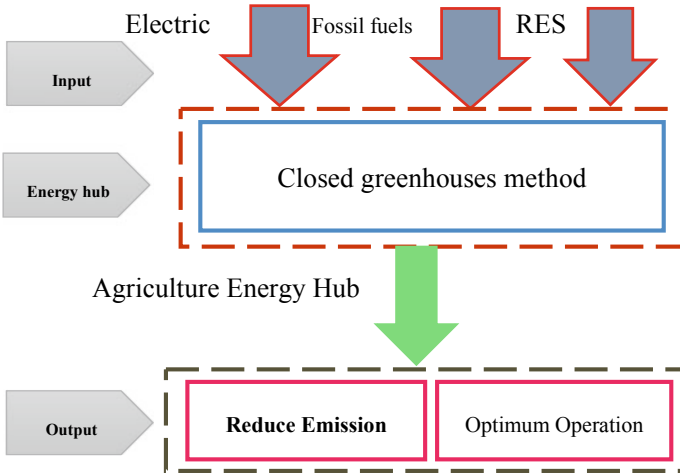 Electric
Fossil fuels
RES
Input
Closed greenhouses method
Energy hub
Agriculture Energy Hub
Output
Reduce Emission
Optimum Operation